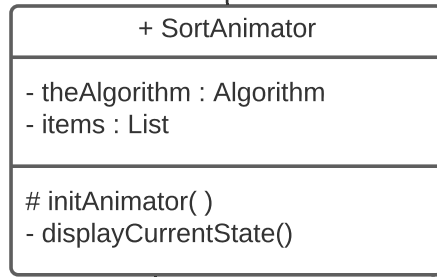 + SortAnimator
- theAlgorithm : Algorithm
- items : List
# initAnimator( )
- displayCurrentState()